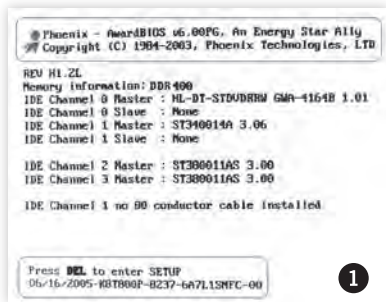 Phoenix - AwardBIOS v6.00PG, An Energy Star Ally
Copyright (C) 1984-2003, Phoenix Technologies, LTD
REV H1.ZL
Memory information: DDR400
IDE Channel 0 Master : HL-DT-STDVDRRW GWA-4164B 1.01
IDE Channel 0 Slave : None
IDE Channel 1 Master : ST340014A 3.06
IDE Channel 1 Slave : None
IDE Channel 2 Master : ST380011AS 3.00
IDE Channel 3 Master : ST380011AS 3.00
IDE Channel 1 no 80 conductor cable installed
Press DEL to enter SETUP
06/16/2005-K8T800P-8237-6A7L1SMFC-00
1